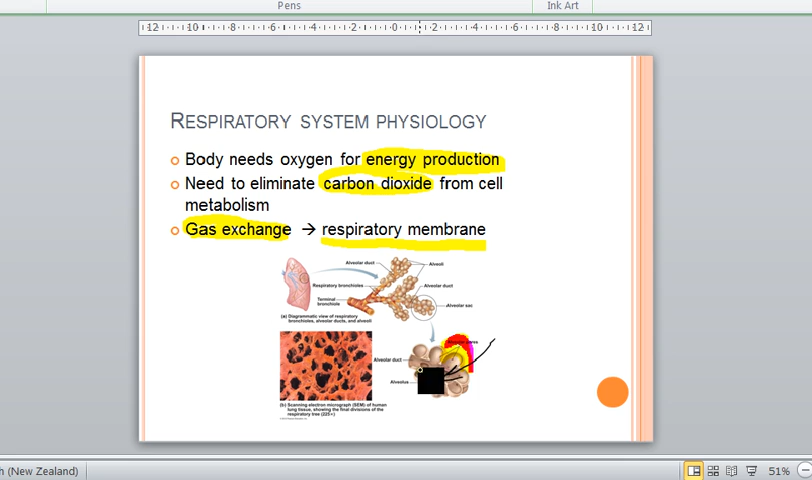 Pens
Ink Art
12 10 8 6 4 2 0 2 4 6 8 10 12
RESPIRATORY SYSTEM PHYSIOLOGY
Body needs oxygen for energy production
Need to eliminate carbon dioxide from cell
metabolism
Gas exchange → respiratory membrane
Alveolar duct
Alveoli
Respiratory bronchioles
Alveolar duct
Terminal
bronchiole
Alveolar sac
(a) Diagrammatic view of respiratory
bronchioles, alveolar ducts, and alveoli
Alveolar pores
Alveolar duct
Alveolus
(b) Scanning electron micrograph (SEM) of human
lung tissue, showing the final divisions of the
respiratory tree (225×)
h (New Zealand)
51%